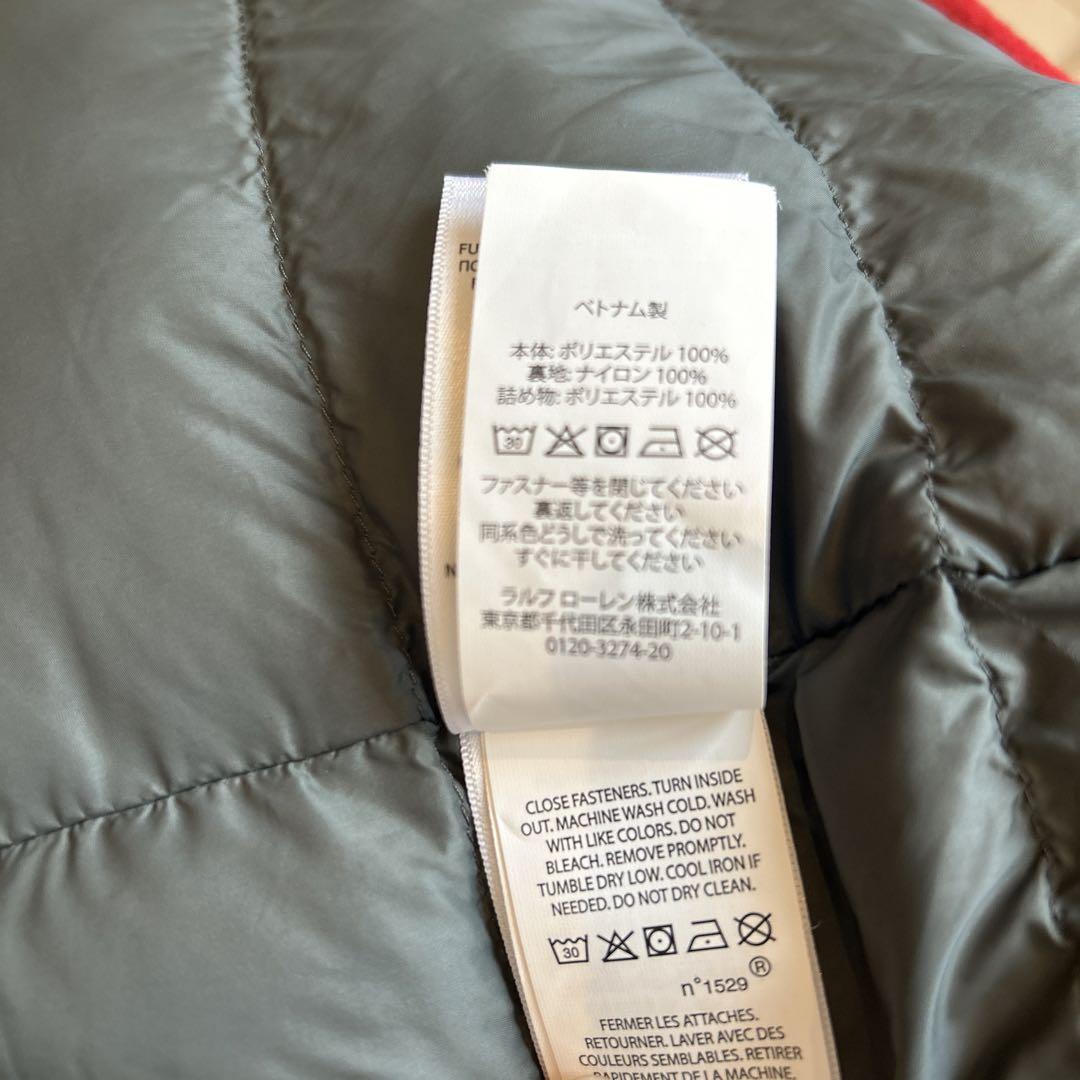 FU
ПО
ベトナム製
本体: ポリエステル 100%
裏地: ナイロン 100%
詰め物: ポリエステル 100%
30
ファスナー等を閉じてください
裏返してください
同系色どうしで洗ってください
すぐに干してください
ラルフ ローレン株式会社
東京都千代田区永田町2-10-1
0120-3274-20
N
CLOSE FASTENERS. TURN INSIDE
OUT. MACHINE WASH COLD. WASH
WITH LIKE COLORS. DO NOT
BLEACH. REMOVE PROMPTLY.
TUMBLE DRY LOW. COOL IRON IF
NEEDED. DO NOT DRY CLEAN.
30
n°1529 ®
FERMER LES ATTACHES.
RETOURNER. LAVER AVEC DES
COULEURS SEMBLABLES. RETIRER
RAPIDEMENT DE LA MACHINE.